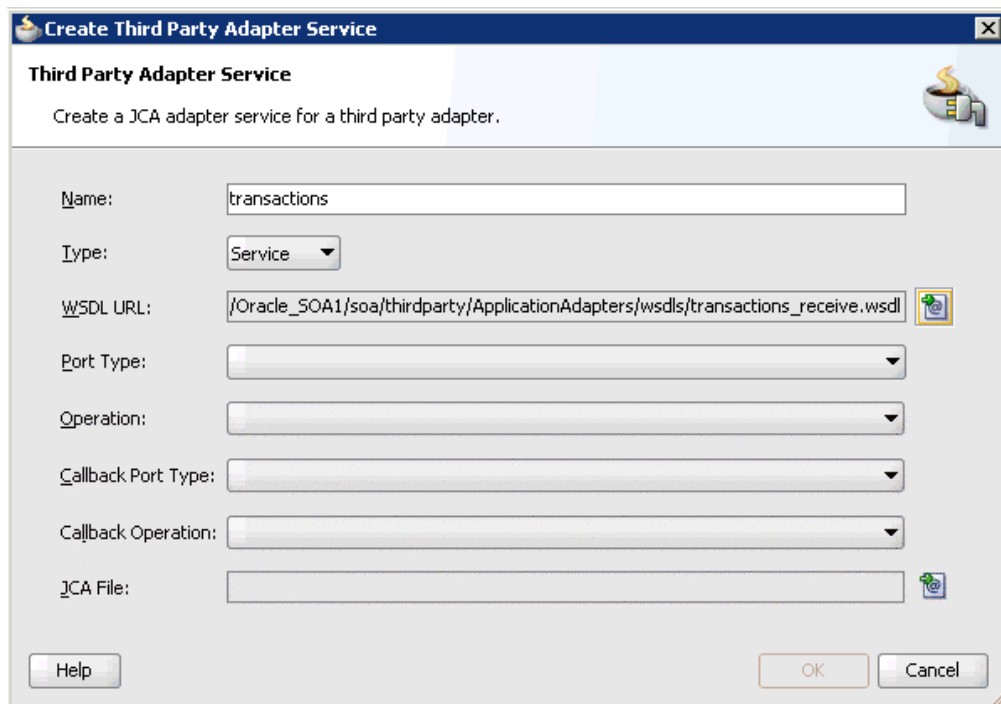 Create Third Party Adapter Service
Third Party Adapter Service
Create a JCA adapter service for a third party adapter.
Name: transactions
Type: Service
WSDL URL: /Oracle_SOA1/soa/thirdparty/ApplicationAdapters/wsdls/transactions_receive.wsdl
Port Type:
Operation:
Callback Port Type:
Callback Operation:
JCA File:
Help OK Cancel